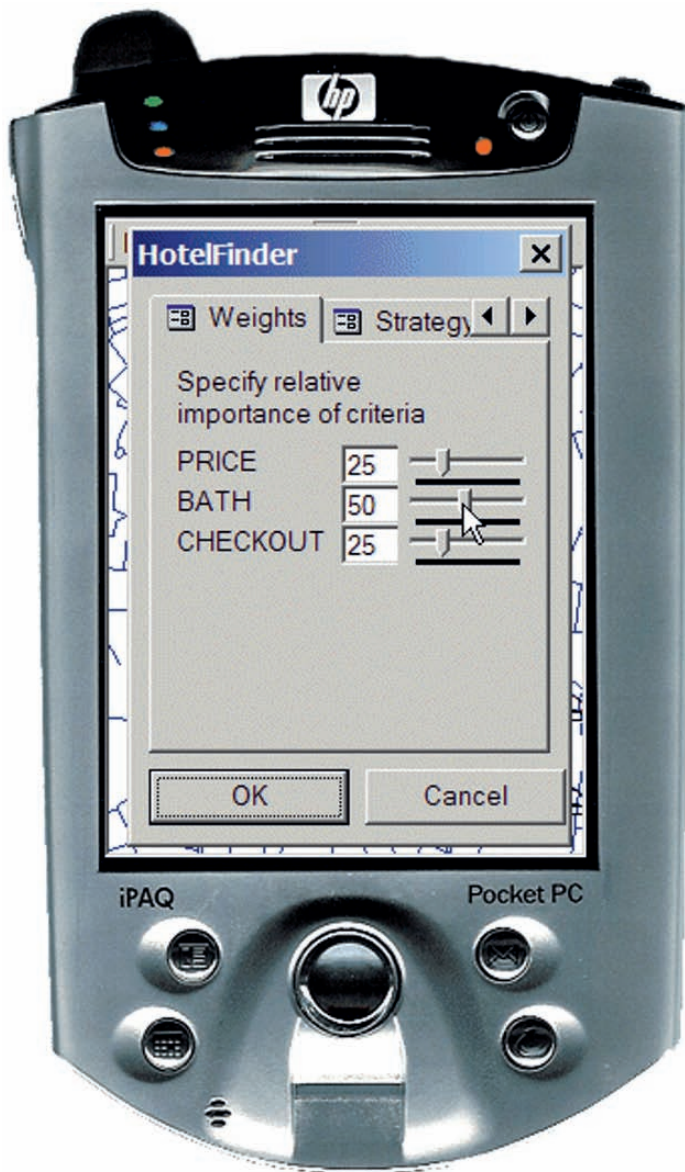 hp
HotelFinder
Weights Strategy
Specify relative
importance of criteria
PRICE 25
BATH 50
CHECKOUT 25
OK Cancel
iPAQ Pocket PC